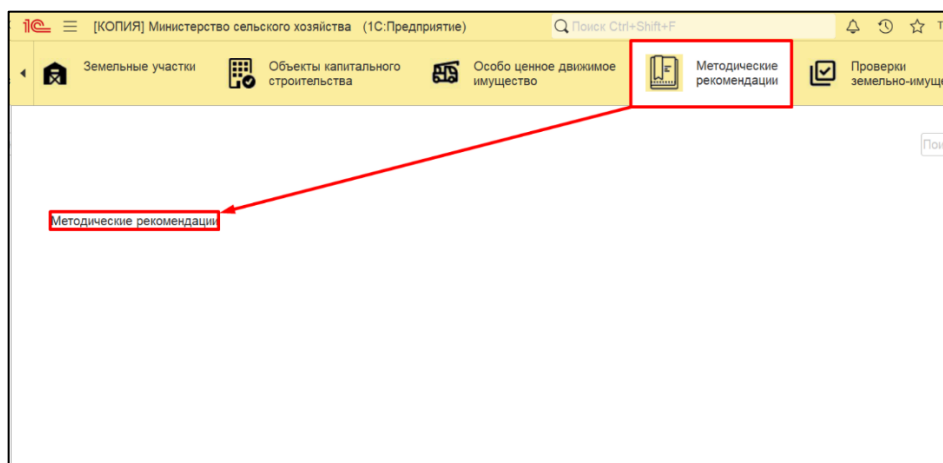 1С [КОПИЯ] Министерство сельского хозяйства (1С:Предприятие) Поиск Ctrl+Shift+F
Земельные участки
Объекты капитального
строительства
Особо ценное движимое
имущество
Методические
рекомендации
Проверки
земельно-имуще
Пои
Методические рекомендации